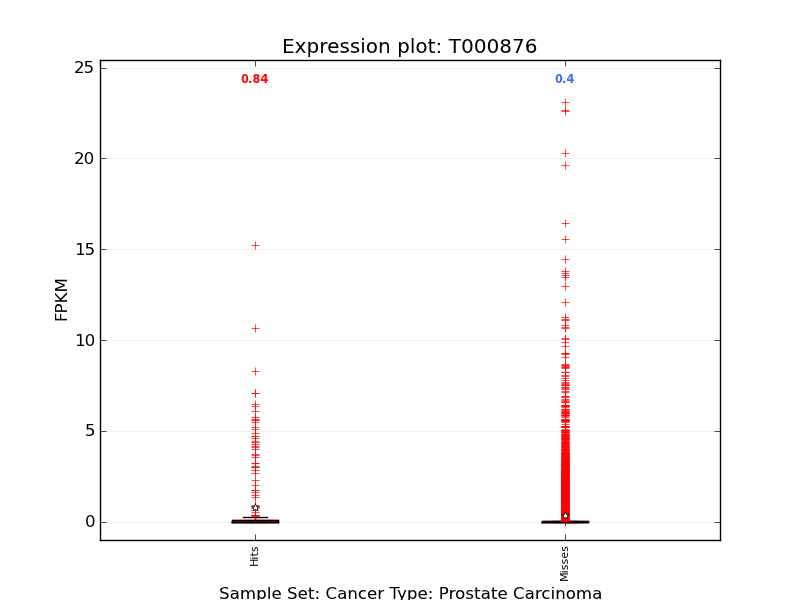 Expression plot: T000876
0.84
0.4
25
20
15
10
5
0
FPKM
Hits
Misses
Sample Set: Cancer Type: Prostate Carcinoma